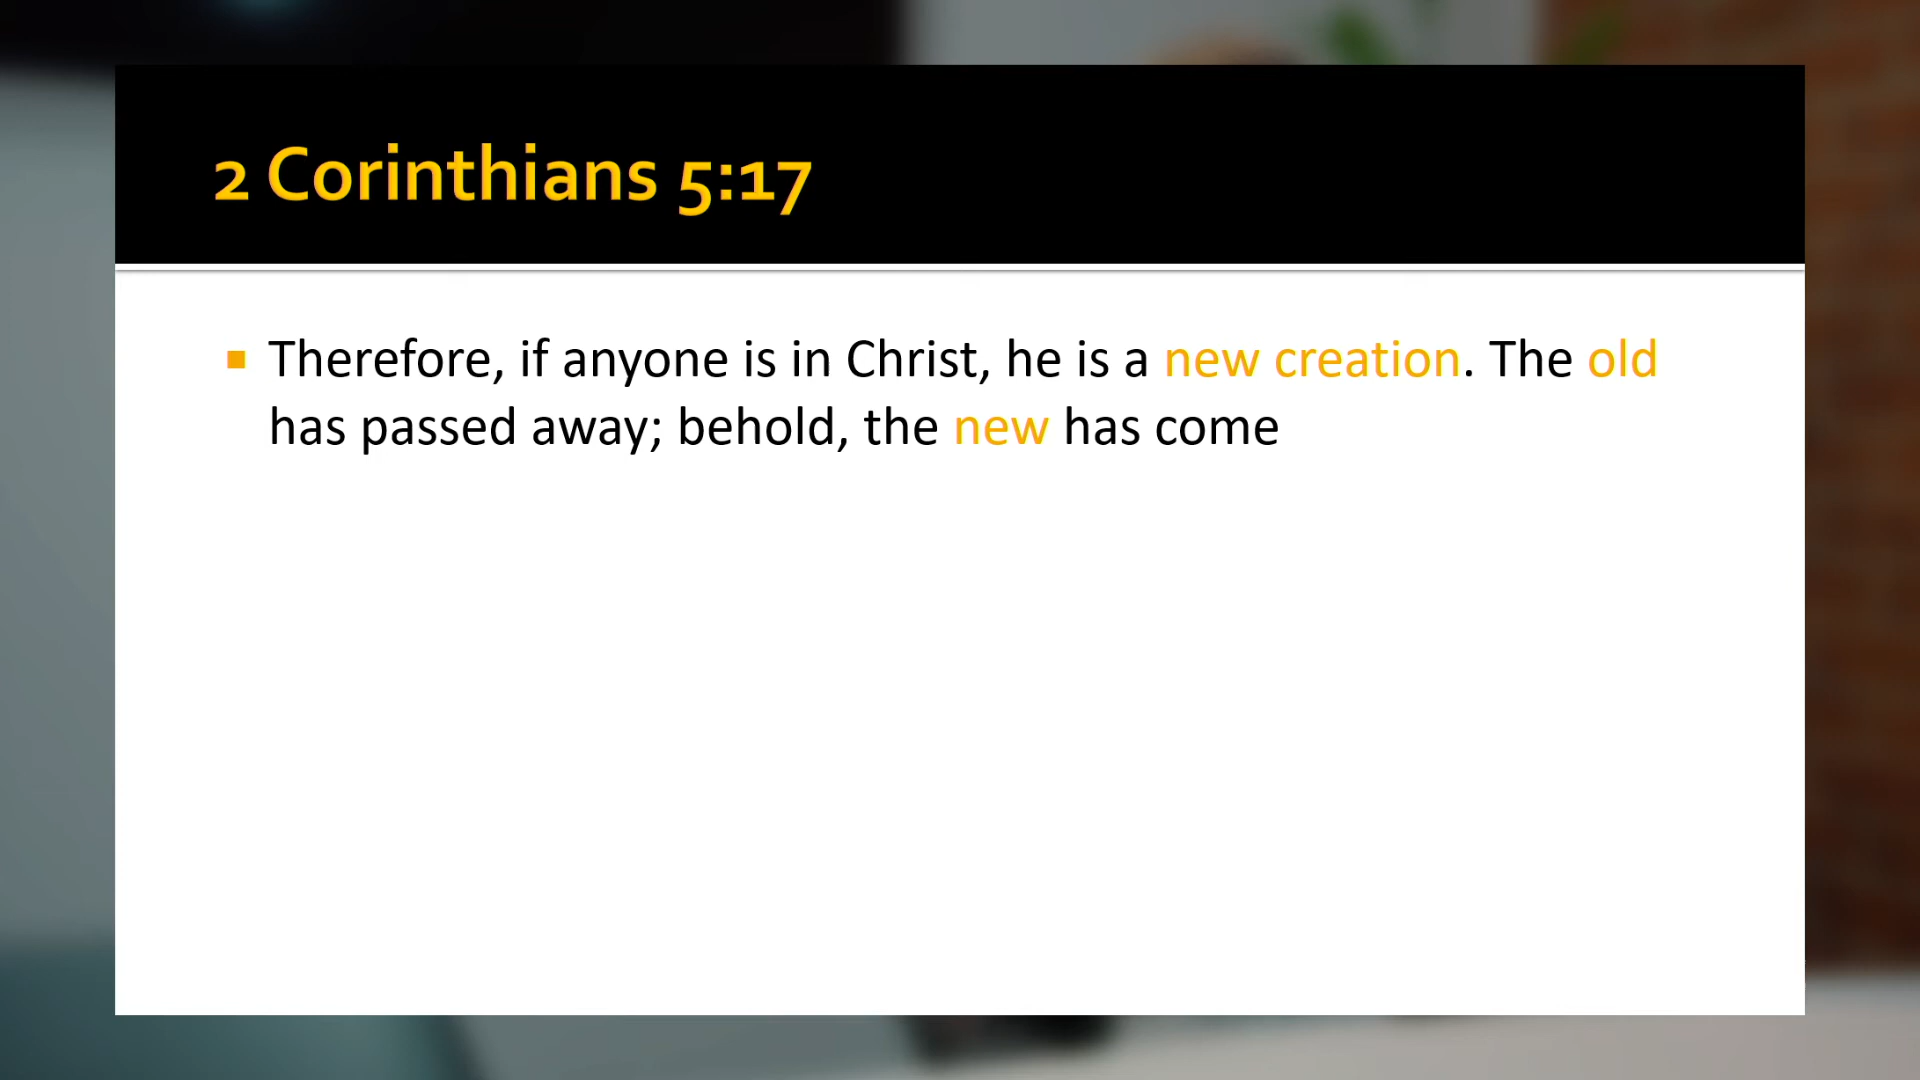 2 Corinthians 5:17
Therefore, if anyone is in Christ, he is a new creation. The old
has passed away; behold, the new has come